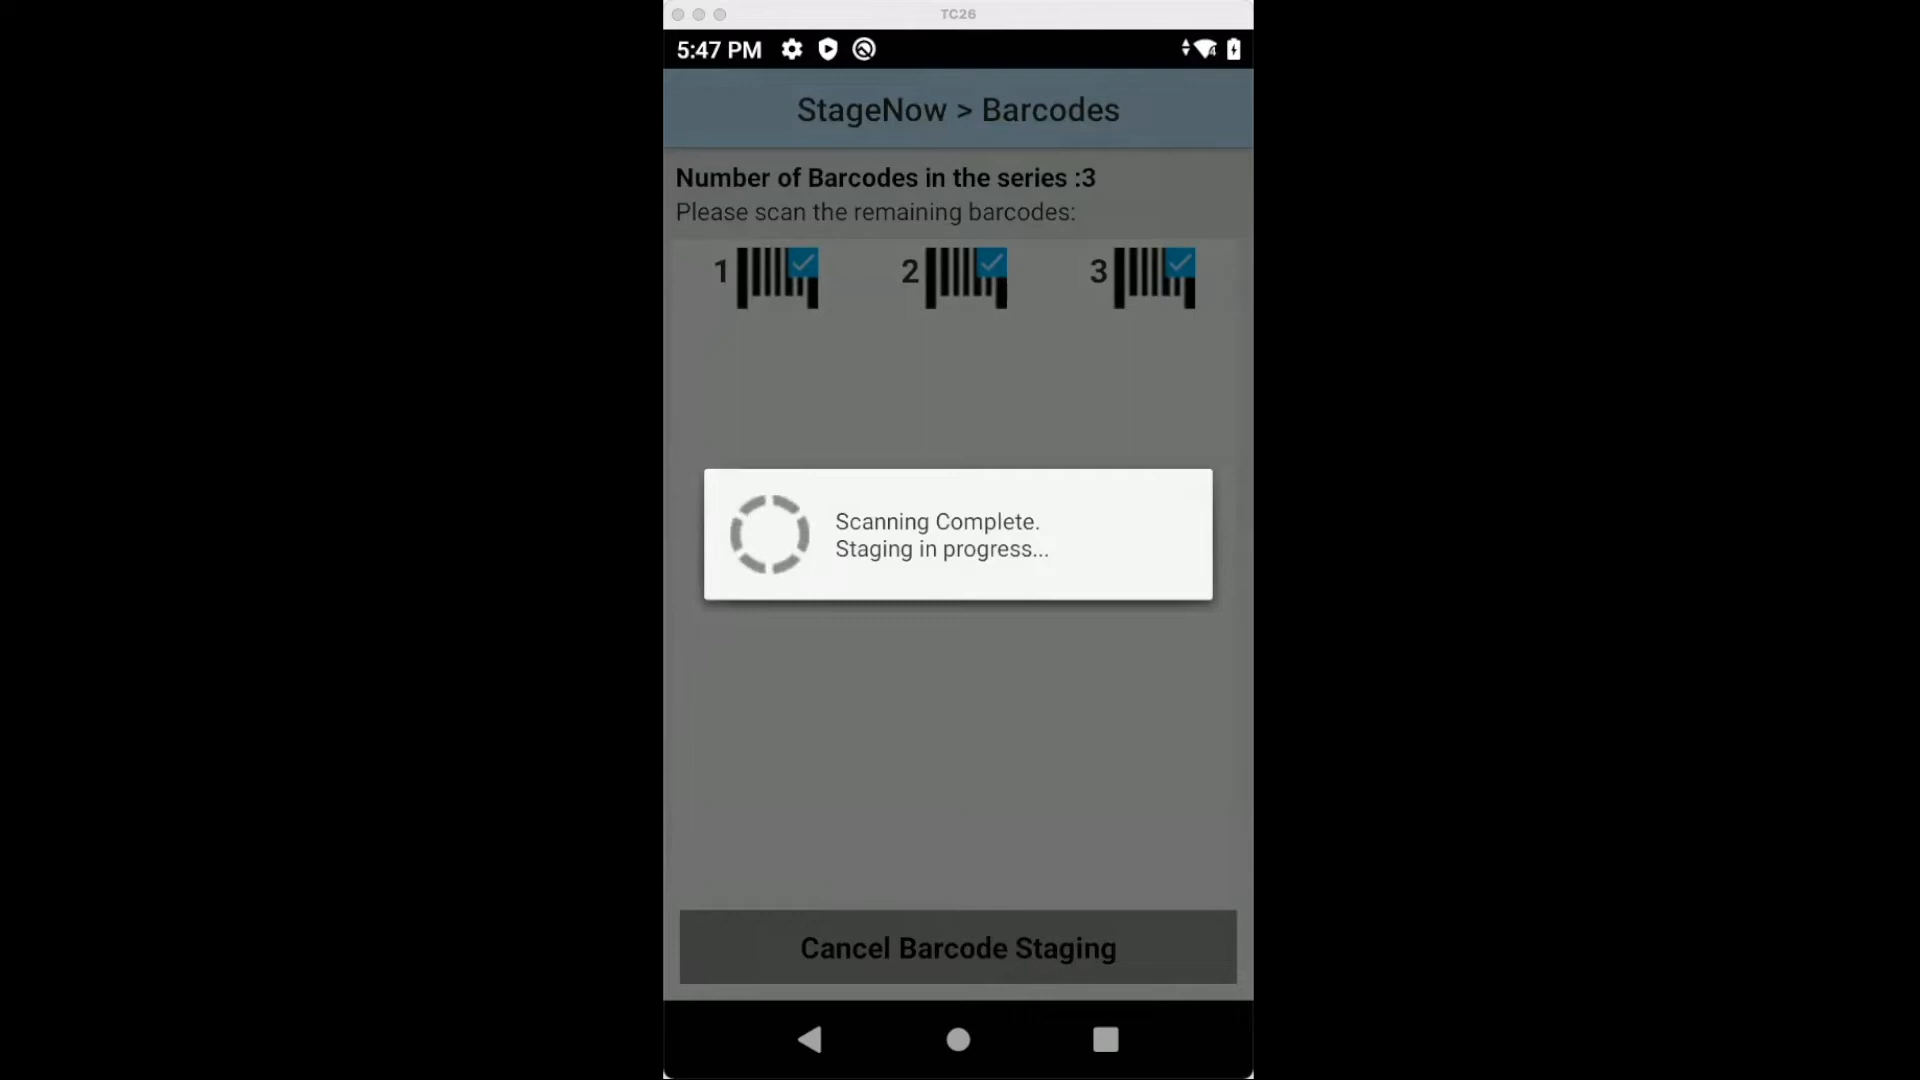 TC26
5:47 PM
StageNow > Barcodes
Number of Barcodes in the series :3
Please scan the remaining barcodes:
1 2 3
Scanning Complete.
Staging in progress...
Cancel Barcode Staging